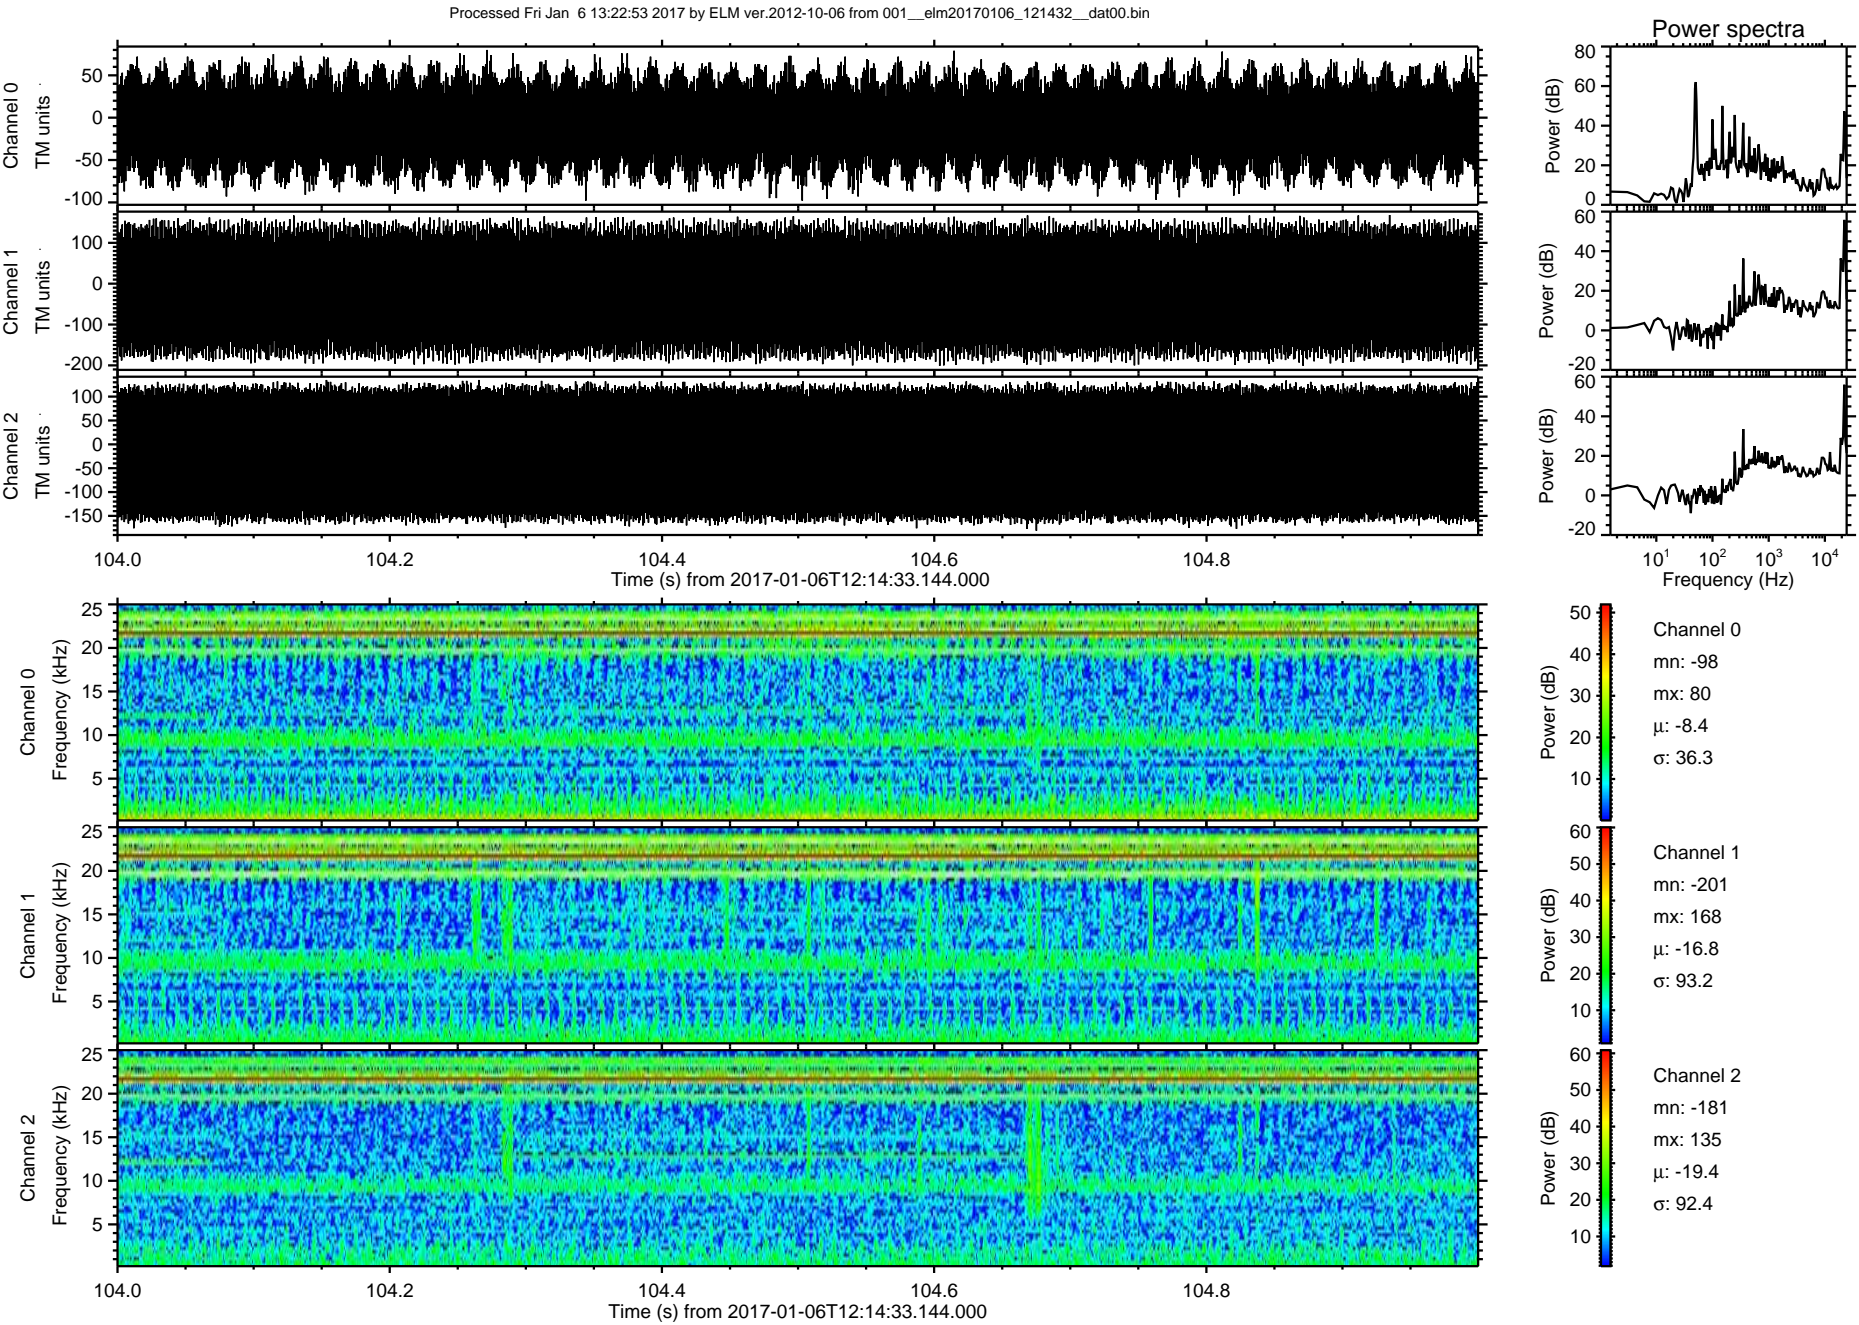 Processed Fri Jan  6 13:22:53 2017 by ELM ver.2012-10-06 from 001__elm20170106_121432__dat00.bin
Power spectra
Channel 0
TM units
50
0
-50
-100
Power (dB)
80
60
40
20
0
Channel 1
TM units
100
0
-100
-200
Power (dB)
60
40
20
0
-20
Channel 2
TM units
100
50
0
-50
-100
-150
Power (dB)
60
40
20
0
-20
104.0 104.2 104.4 104.6 104.8
Time (s) from 2017-01-06T12:14:33.144.000
10^1 10^2 10^3 10^4
Frequency (Hz)
Channel 0
Frequency (kHz)
25
20
15
10
5
Power (dB)
50
40
30
20
10
Channel 0
mn: -98
mx: 80
μ: -8.4
σ: 36.3
Channel 1
Frequency (kHz)
25
20
15
10
5
Power (dB)
60
50
40
30
20
10
Channel 1
mn: -201
mx: 168
μ: -16.8
σ: 93.2
Channel 2
Frequency (kHz)
25
20
15
10
5
Power (dB)
60
50
40
30
20
10
Channel 2
mn: -181
mx: 135
μ: -19.4
σ: 92.4
104.0 104.2 104.4 104.6 104.8
Time (s) from 2017-01-06T12:14:33.144.000